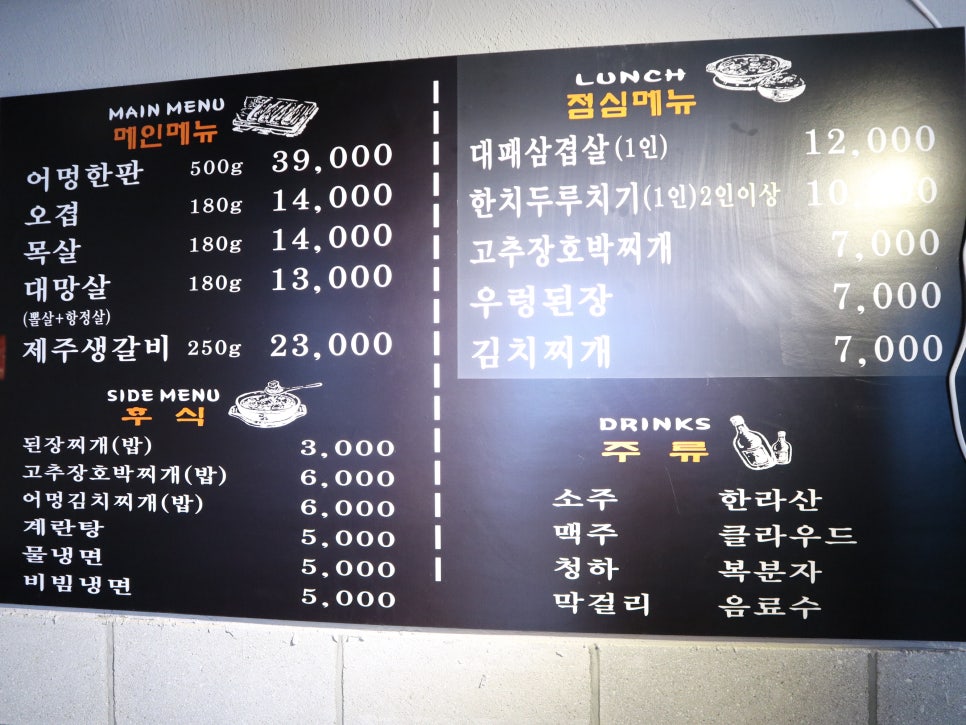 MAIN MENU
메인메뉴
어멍한판 500g 39,000
오겹 180g 14,000
목살 180g 14,000
대망살 180g 13,000
(뽈살+항정살)
제주생갈비 250g 23,000
SIDE MENU
후식
된장찌개(밥) 3,000
고추장호박찌개(밥) 6,000
어멍김치찌개(밥) 6,000
계란탕 5,000
물냉면 5,000
비빔냉면 5,000
LUNCH
점심메뉴
대패삼겹살(1인) 12,000
한치두루치기(1인)2인이상 10,000
고추장호박찌개 7,000
우렁된장 7,000
김치찌개 7,000
DRINKS
주류
소주 한라산
맥주 클라우드
청하 복분자
막걸리 음료수